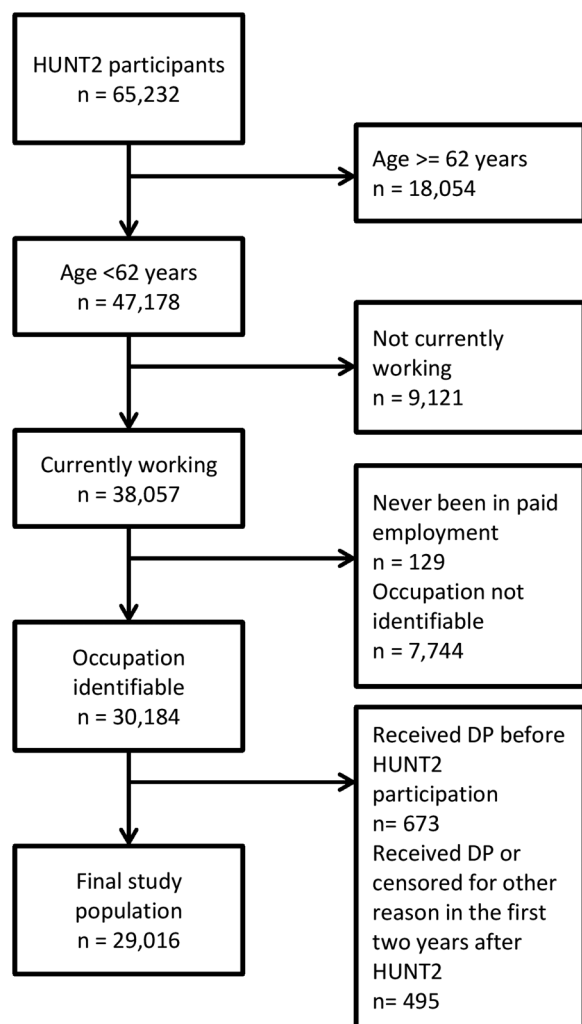 HUNT2 participants
n = 65,232
Age >= 62 years
n = 18,054
Age <62 years
n = 47,178
Not currently
working
n = 9,121
Currently working
n = 38,057
Never been in paid
employment
n = 129
Occupation not
identifiable
n = 7,744
Occupation
identifiable
n = 30,184
Received DP before
HUNT2
participation
n= 673
Received DP or
censored for other
reason in the first
two years after
HUNT2
n= 495
Final study
population
n = 29,016